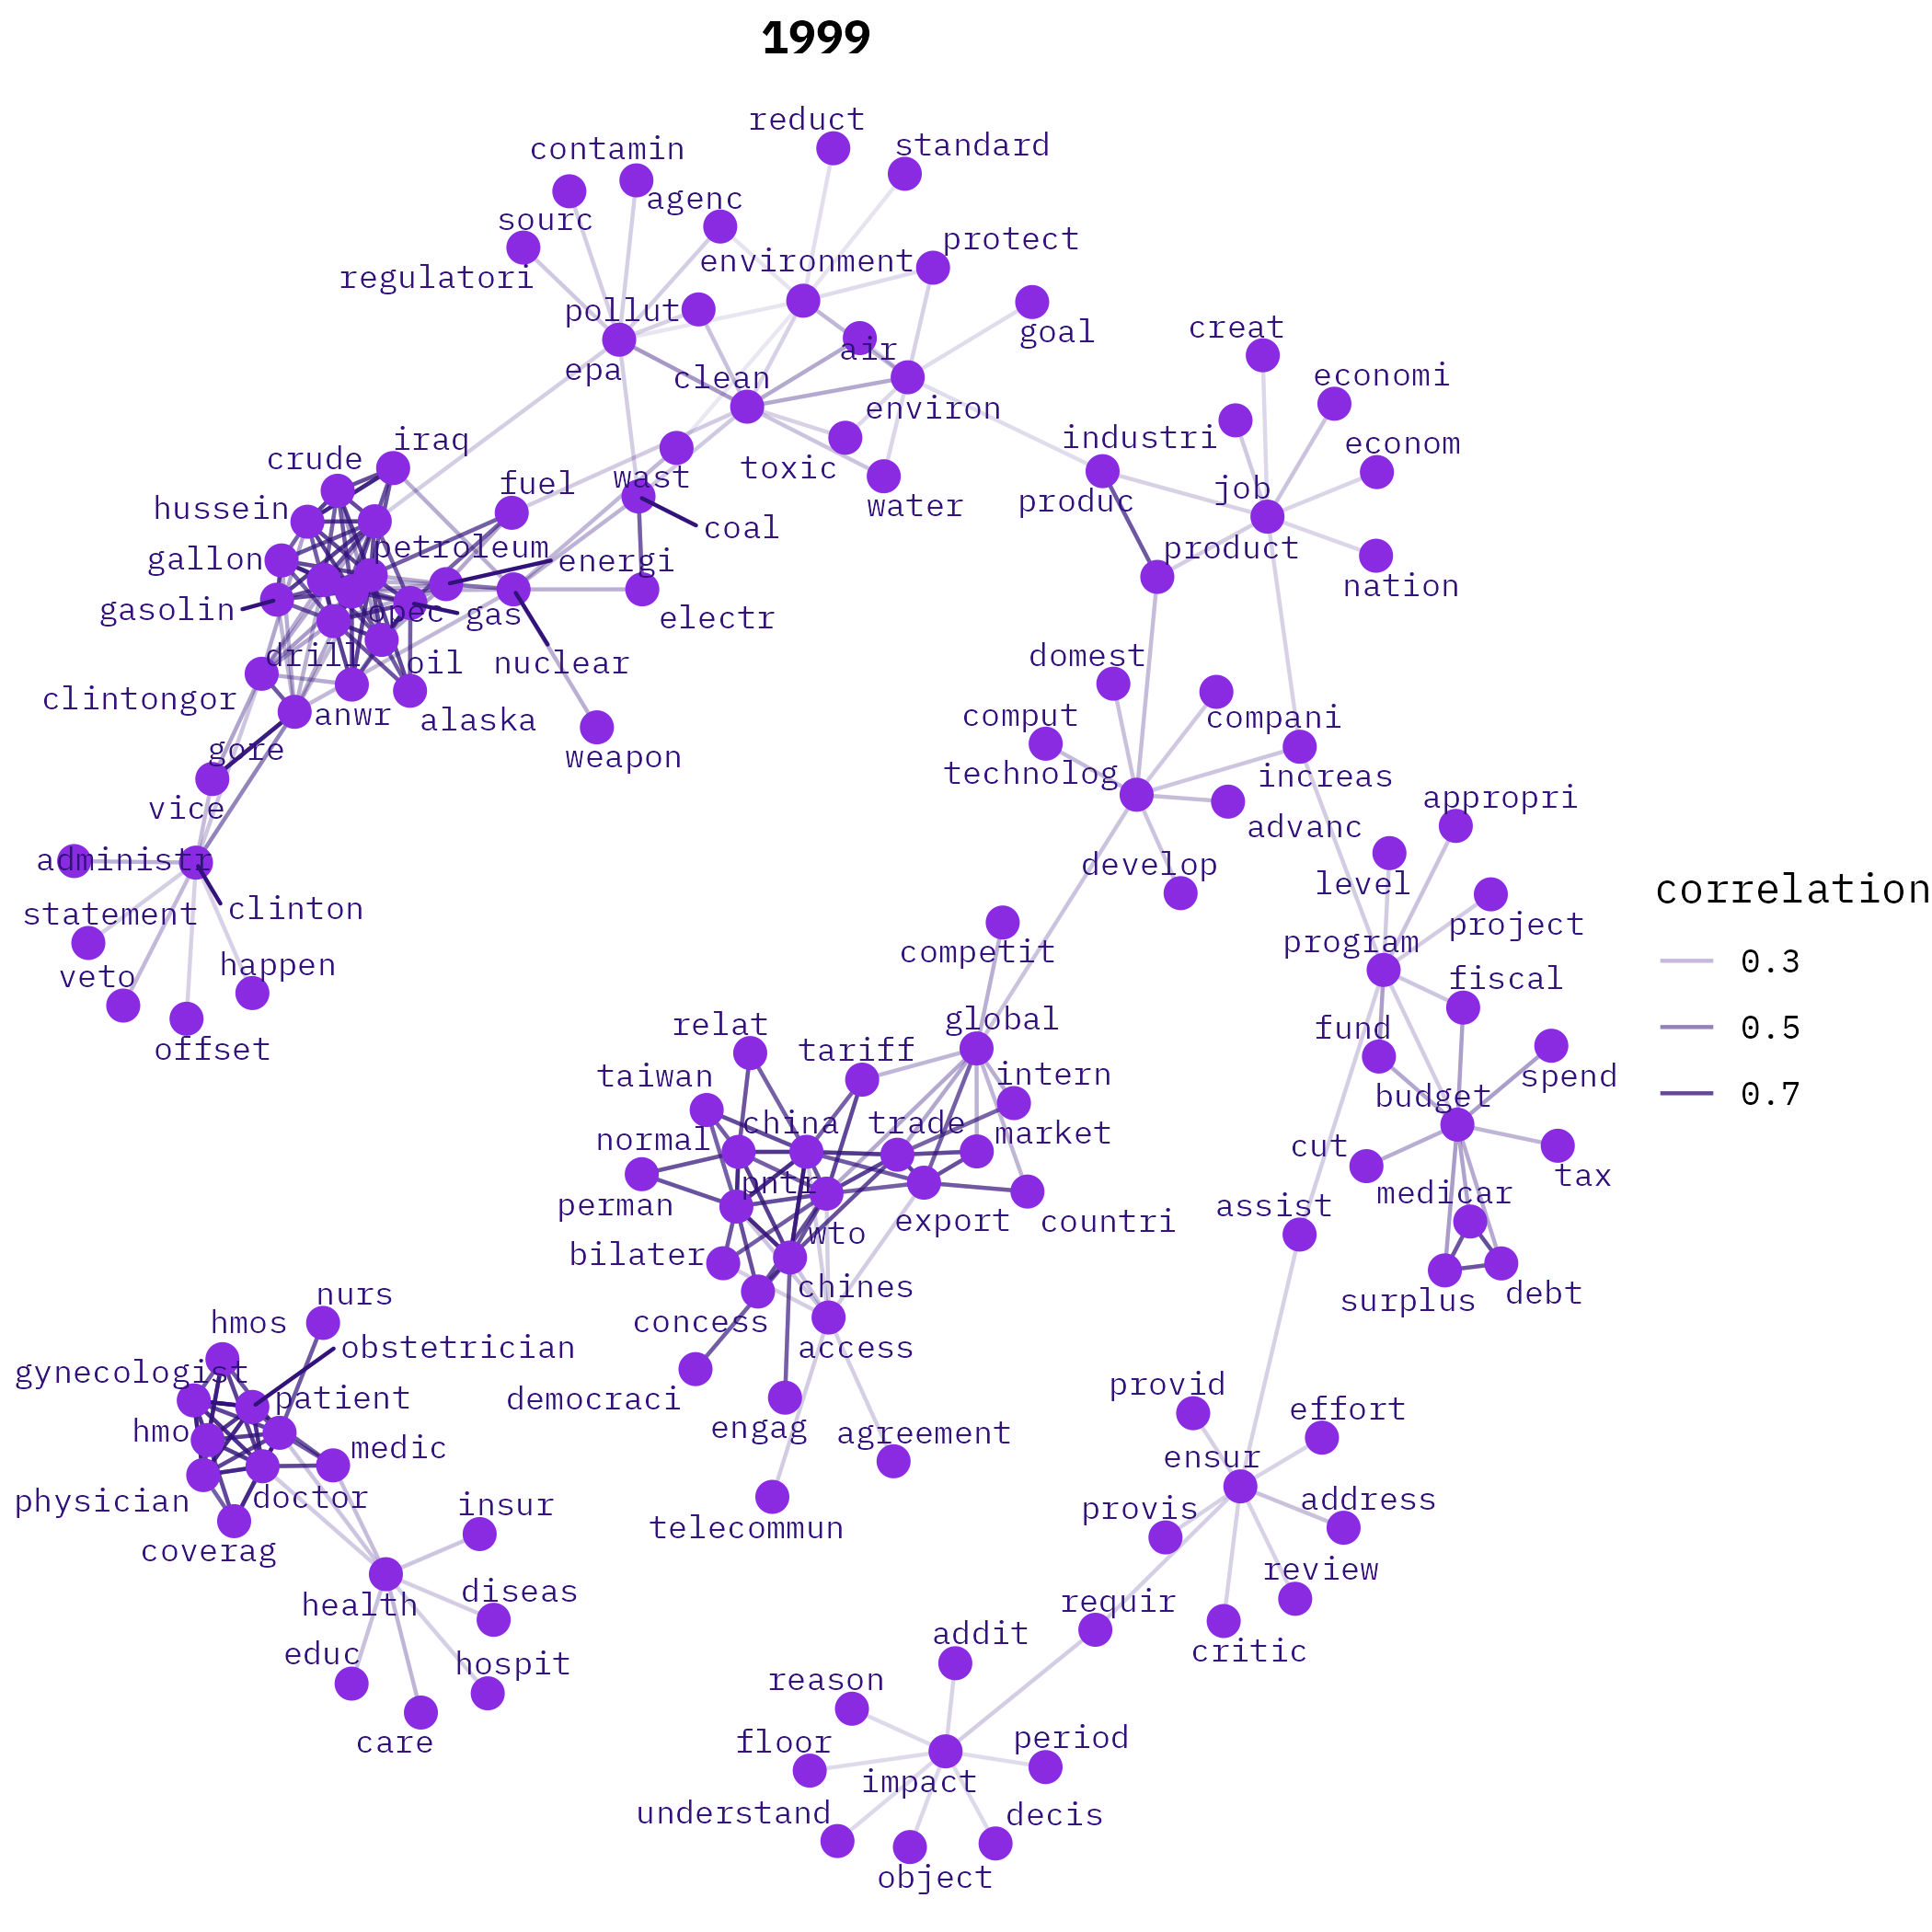 1999
reduct
standard
contamin
agenc
sourc
protect
environment
regulatori
pollut
goal
creat
air
epa
clean
economi
environ
industri
iraq
econom
crude
toxic
wast
fuel
job
produc
water
hussein
coal
petroleum
product
gallon
energi
nation
gasolin
opec
gas
electr
drill
oil
nuclear
domest
clintongor
anwr
alaska
comput
compani
gore
weapon
technolog
increas
vice
appropri
advanc
administr
develop
level
correlation
clinton
statement
project
program
competit
0.3
happen
veto
fiscal
global
relat
fund
0.5
tariff
offset
intern
taiwan
spend
budget
0.7
china
trade
normal
market
cut
tax
pntr
medicar
perman
assist
export
countri
wto
bilater
chines
nurs
debt
surplus
hmos
concess
obstetrician
access
gynecologist
provid
patient
democraci
effort
engag
agreement
hmo
medic
ensur
doctor
address
physician
insur
provis
telecommun
coverag
review
diseas
health
requir
addit
critic
educ
hospit
reason
period
floor
care
impact
understand
decis
object